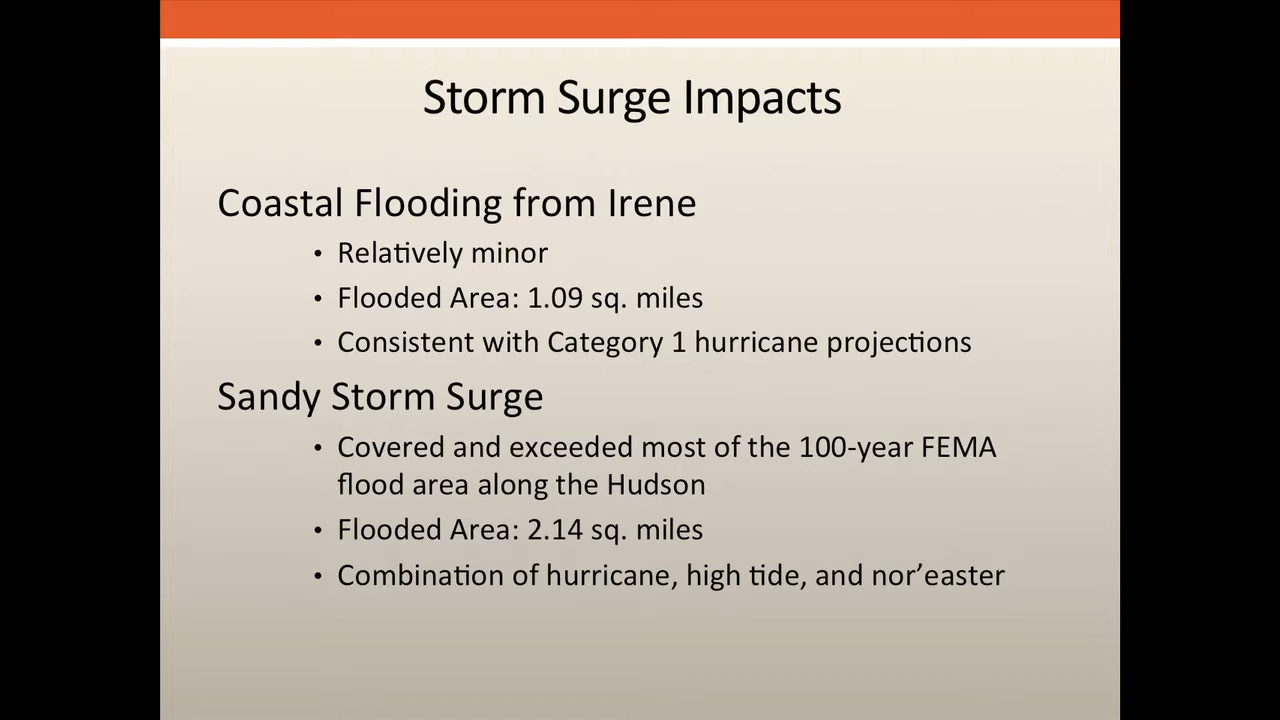 Storm Surge Impacts
Coastal Flooding from Irene
• Relatively minor
• Flooded Area: 1.09 sq. miles
• Consistent with Category 1 hurricane projections
Sandy Storm Surge
• Covered and exceeded most of the 100-year FEMA
flood area along the Hudson
• Flooded Area: 2.14 sq. miles
• Combination of hurricane, high tide, and nor’easter